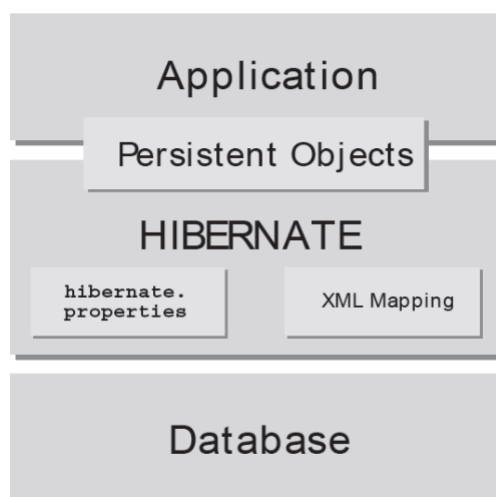 Application
Persistent Objects
HIBERNATE
hibernate.
properties
XML Mapping
Database